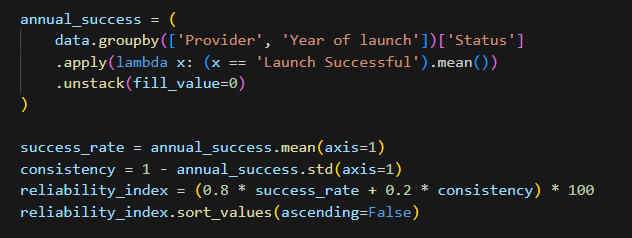 annual_success = (
    data.groupby(['Provider', 'Year of launch'])['Status']
    .apply(lambda x: (x == 'Launch Successful').mean())
    .unstack(fill_value=0)
)

success_rate = annual_success.mean(axis=1)
consistency = 1 - annual_success.std(axis=1)
reliability_index = (0.8 * success_rate + 0.2 * consistency) * 100
reliability_index.sort_values(ascending=False)